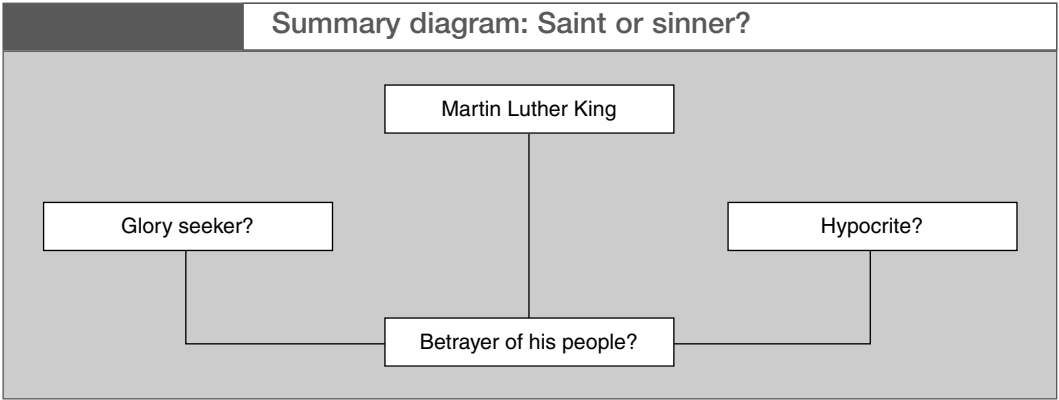 Summary diagram: Saint or sinner?
Martin Luther King
Glory seeker?
Hypocrite?
Betrayer of his people?